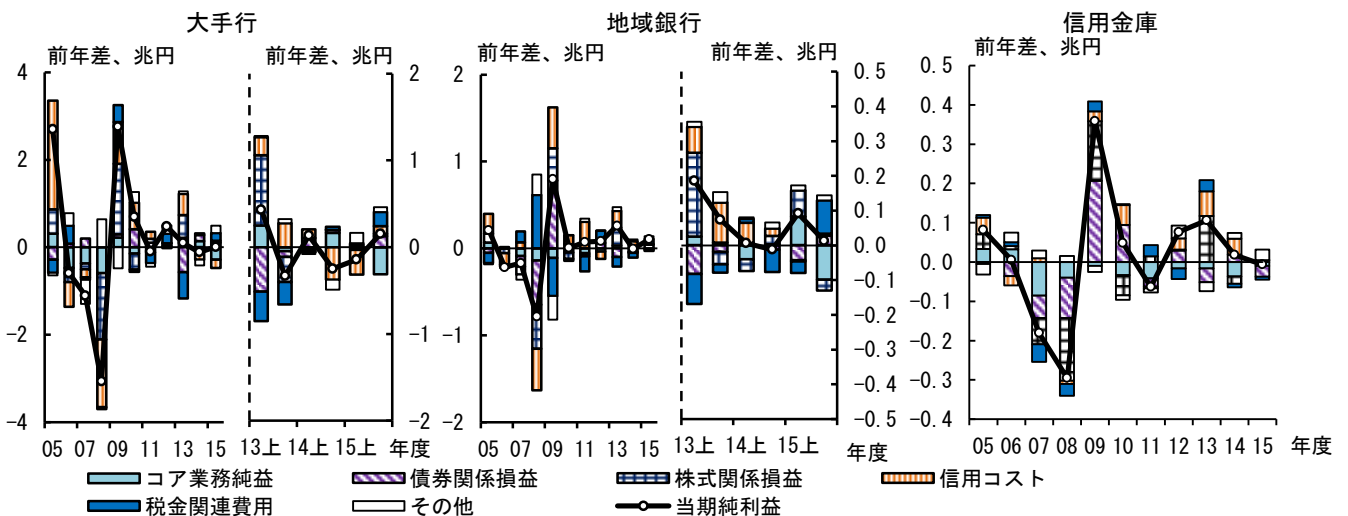 大手行
地域銀行
信用金庫
前年差、兆円
前年差、兆円
前年差、兆円
前年差、兆円
前年差、兆円
4
2
0
-2
-4
2
1
0
-1
-2
2
1
0
-1
-2
0.5
0.4
0.3
0.2
0.1
0.0
-0.1
-0.2
-0.3
-0.4
-0.5
0.5
0.4
0.3
0.2
0.1
0.0
-0.1
-0.2
-0.3
-0.4
05 07 09 11 13 15
13上 14上 15上 年度
05 07 09 11 13 15
13上 14上 15上 年度
05 06 07 08 09 10 11 12 13 14 15 年度
コア業務純益 債券関係損益 株式関係損益 信用コスト
税金関連費用 その他 当期純利益